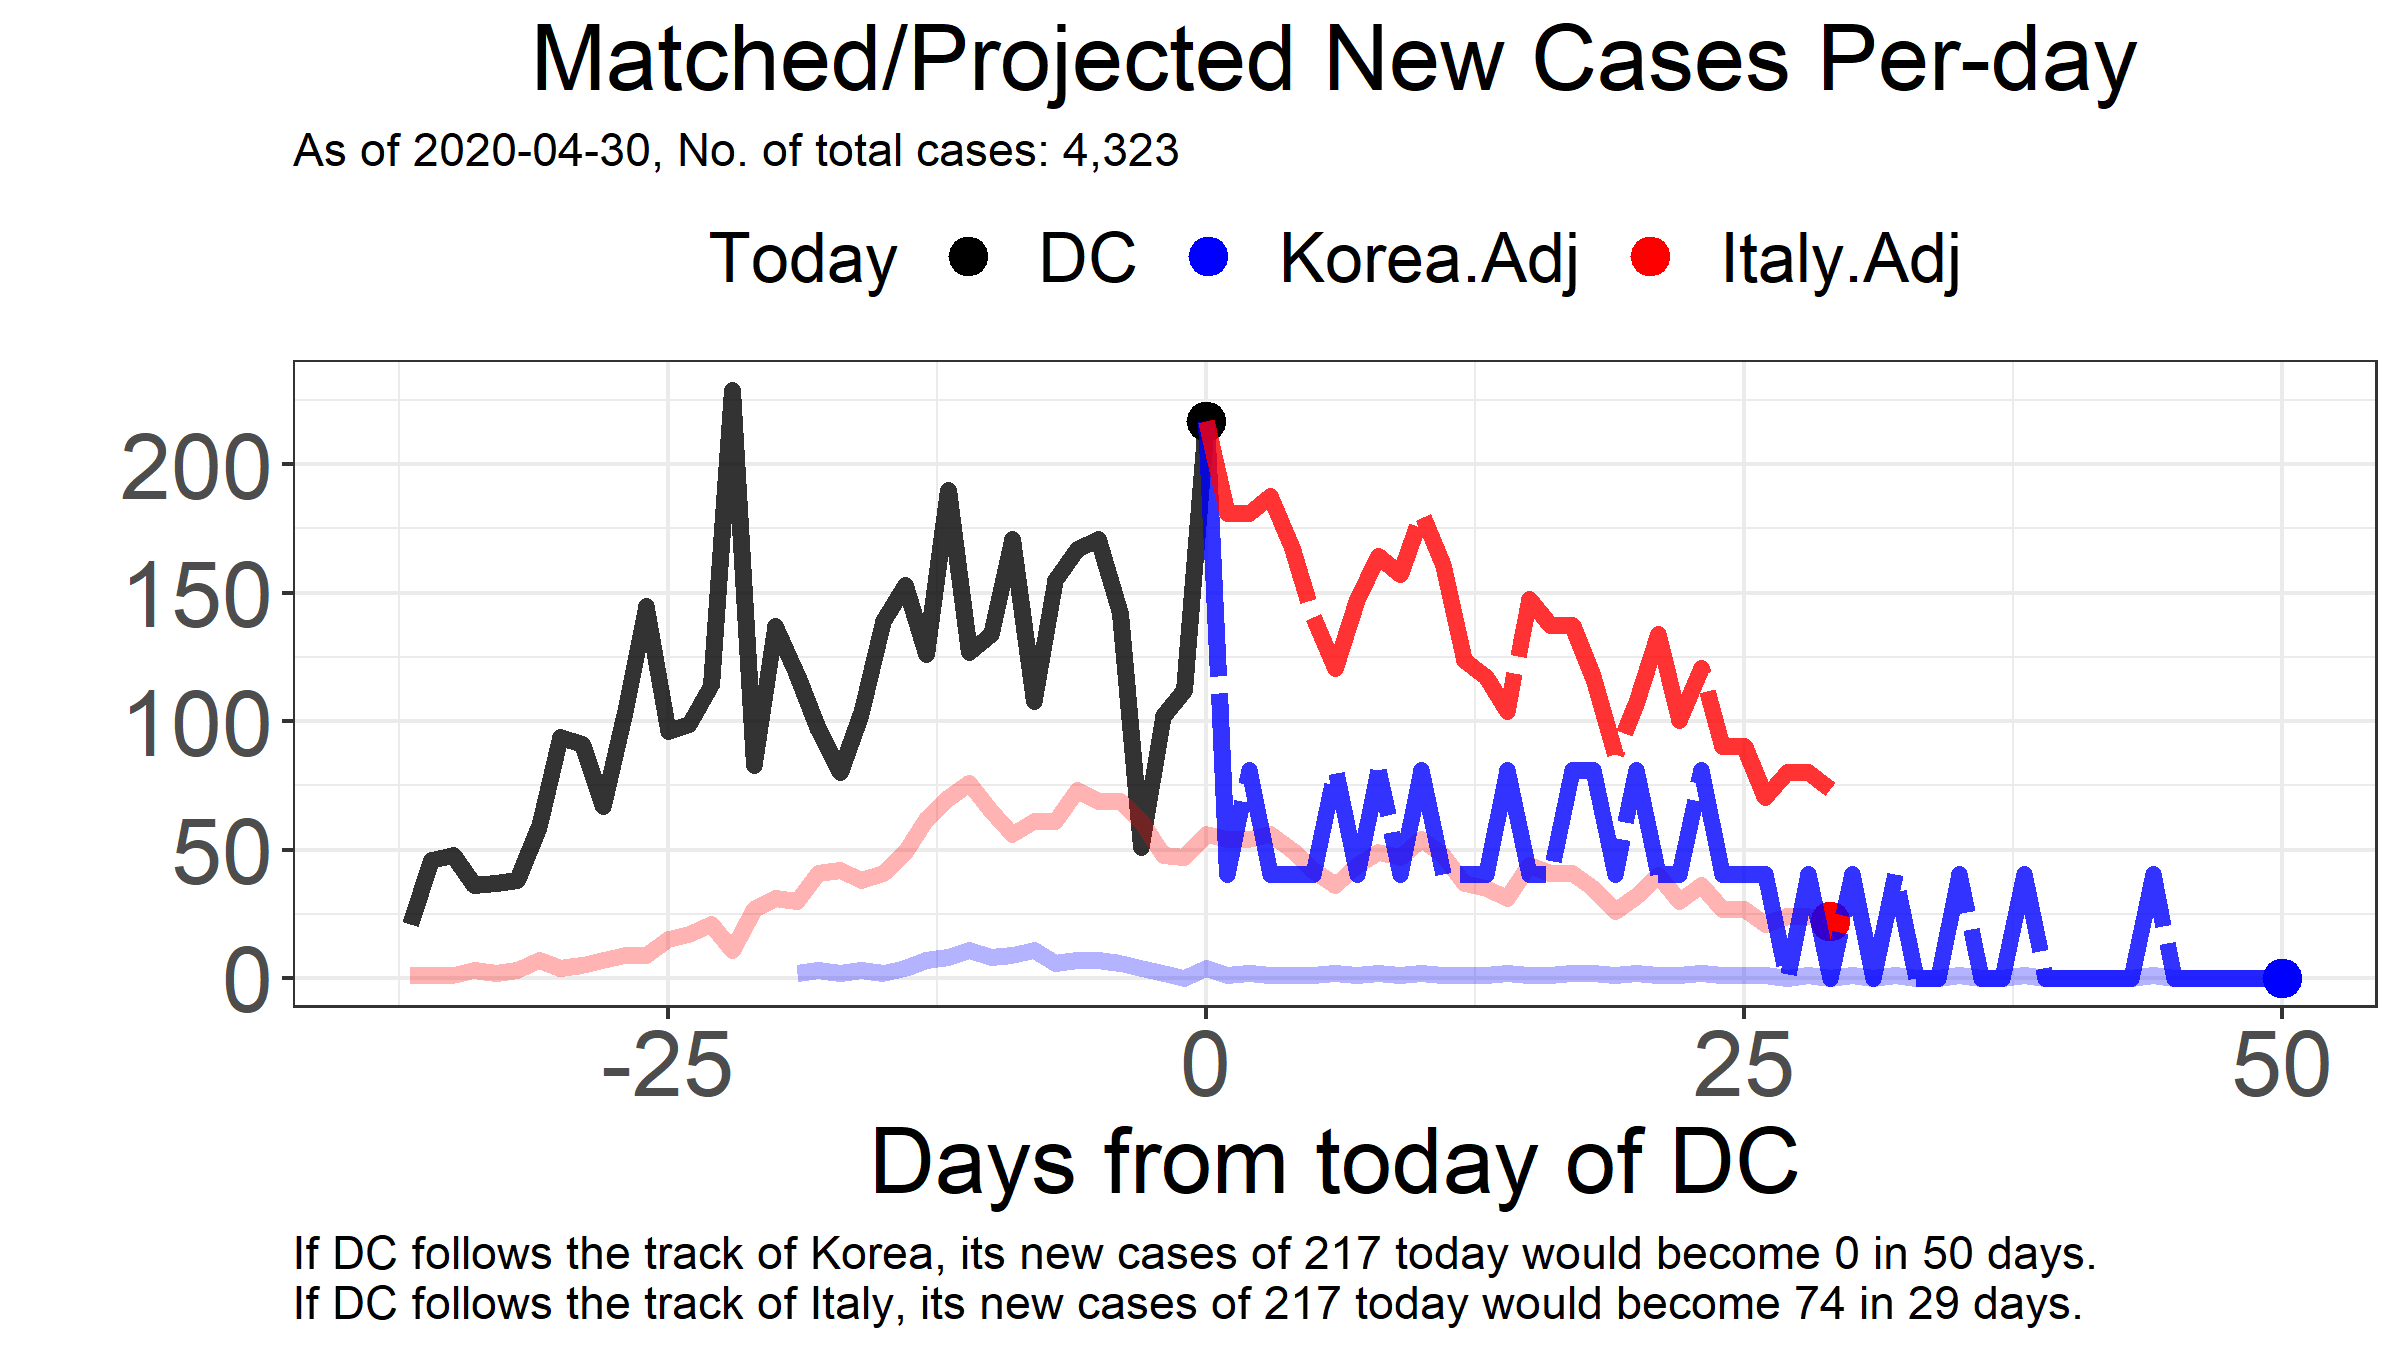 Matched/Projected New Cases Per-day
As of 2020-04-30, No. of total cases: 4,323
Today DC Korea.Adj Italy.Adj
200
150
100
50
0
-25 0 25 50
Days from today of DC
If DC follows the track of Korea, its new cases of 217 today would become 0 in 50 days.
If DC follows the track of Italy, its new cases of 217 today would become 74 in 29 days.